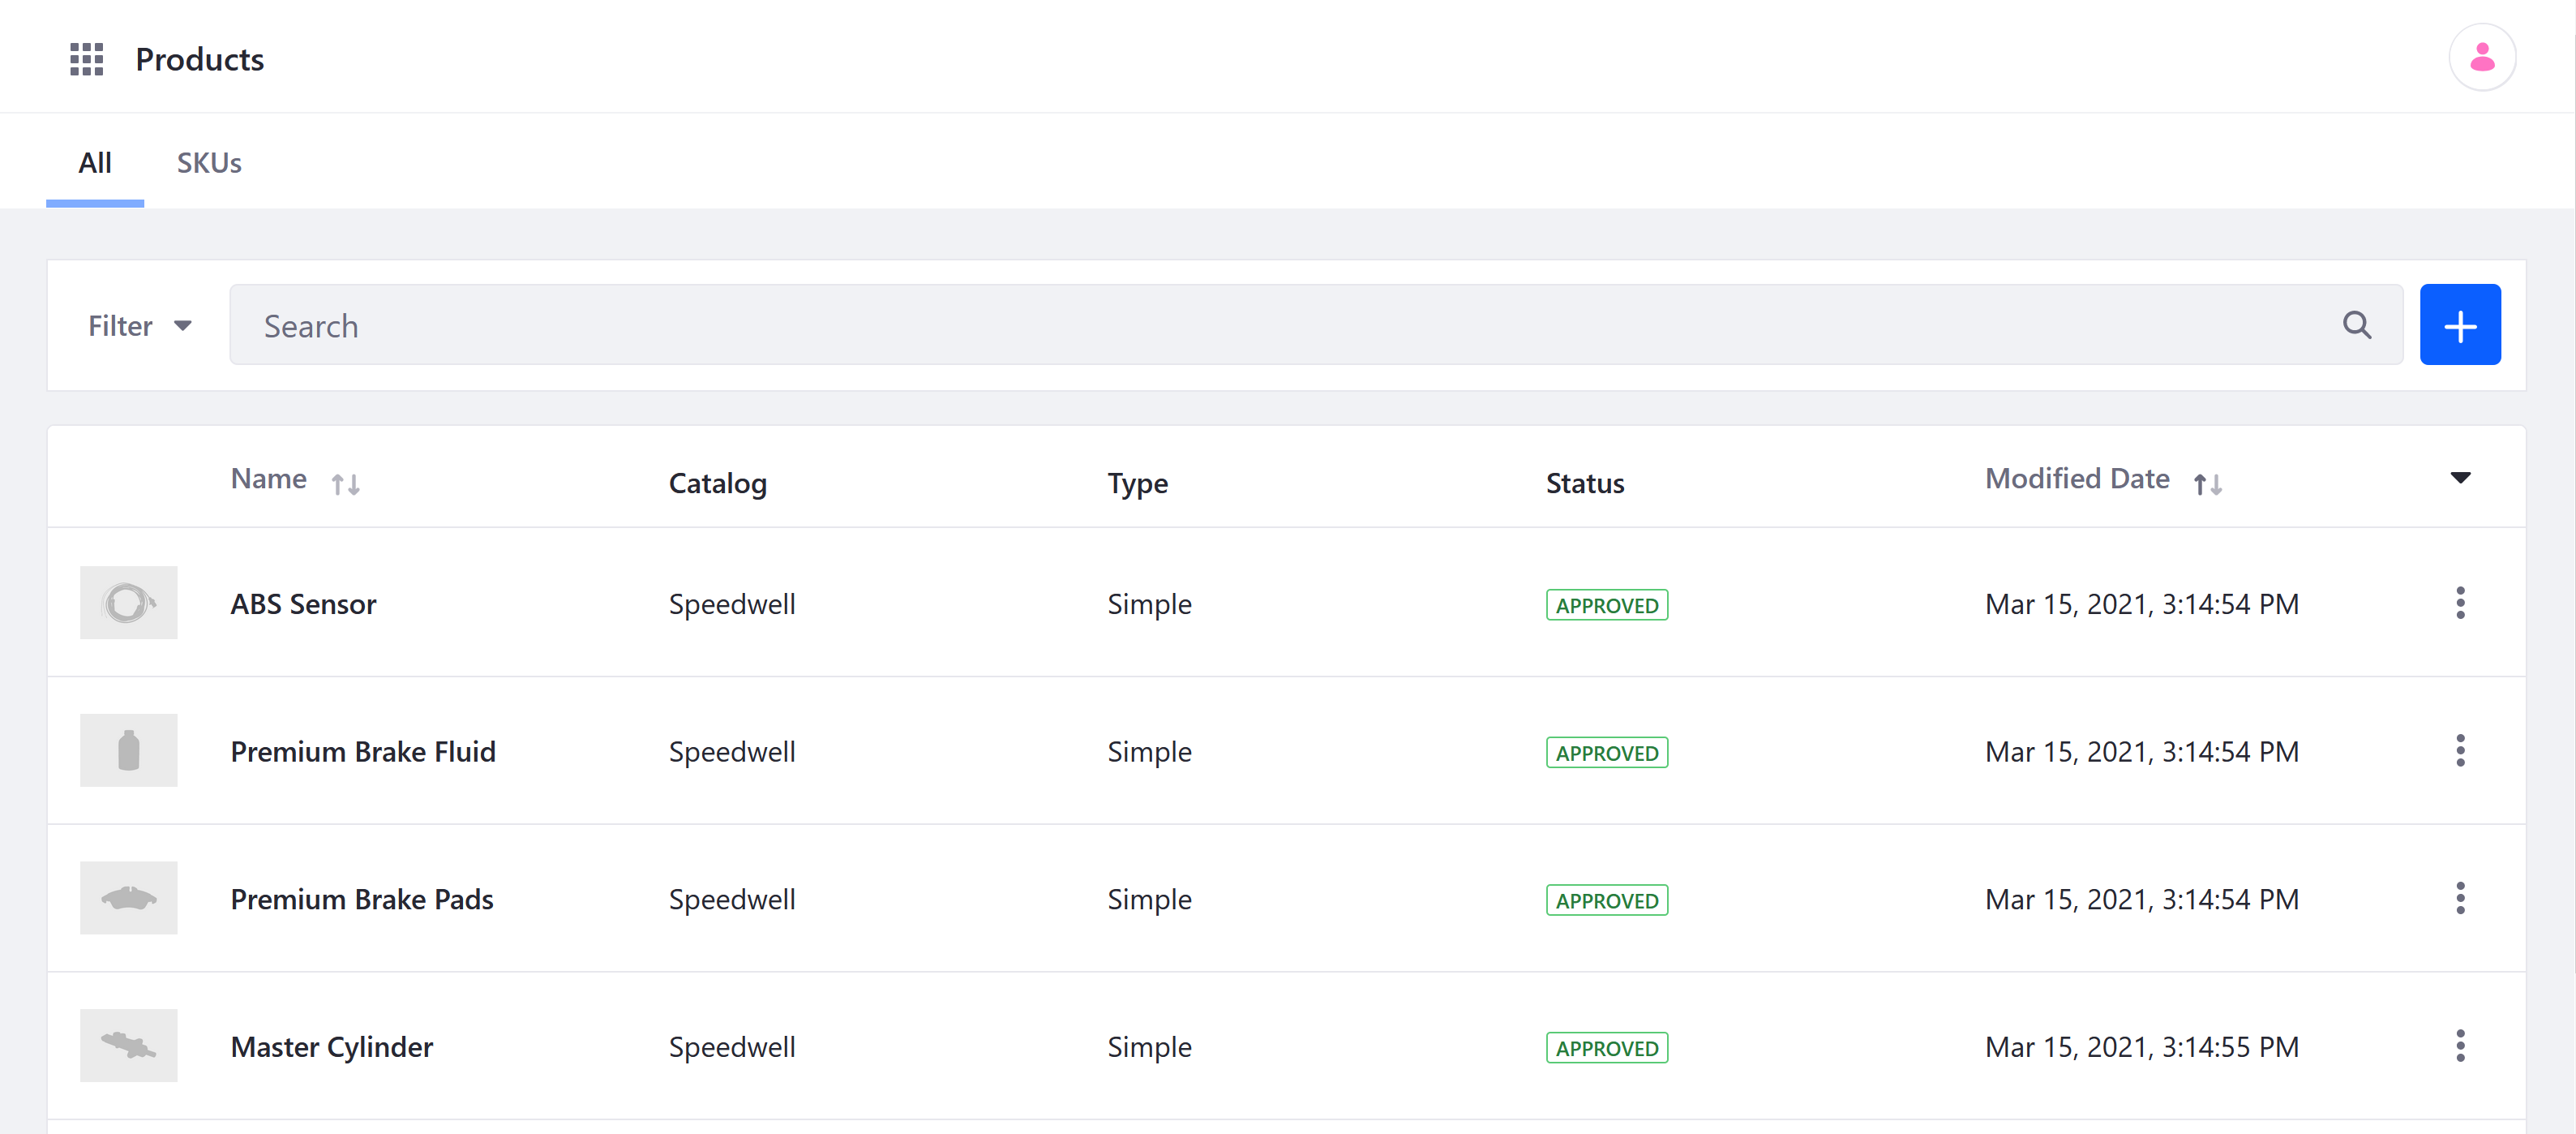 Products
All SKUs
Filter Search
Name Catalog Type Status Modified Date
ABS Sensor Speedwell Simple APPROVED Mar 15, 2021, 3:14:54 PM
Premium Brake Fluid Speedwell Simple APPROVED Mar 15, 2021, 3:14:54 PM
Premium Brake Pads Speedwell Simple APPROVED Mar 15, 2021, 3:14:54 PM
Master Cylinder Speedwell Simple APPROVED Mar 15, 2021, 3:14:55 PM